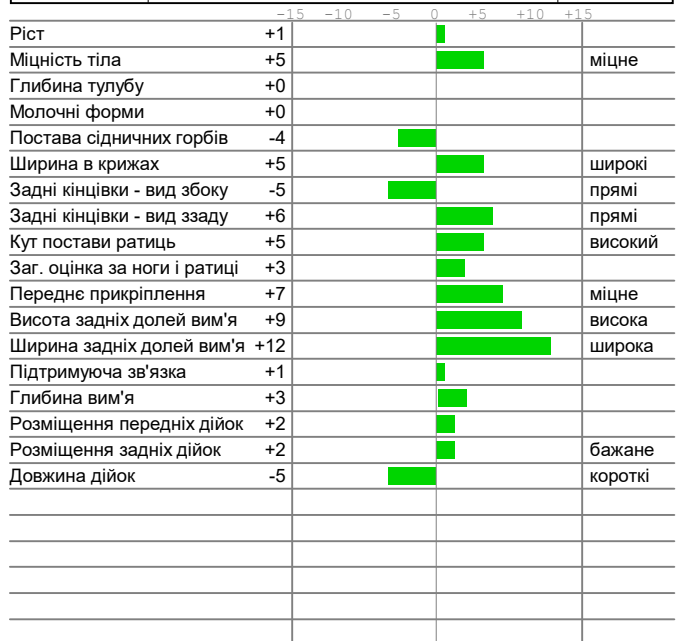 -15 -10 -5 0 +5 +10 +15
Ріст +1
Міцність тіла +5 міцне
Глибина тулубу +0
Молочні форми +0
Постава сідничних горбів -4
Ширина в крижах +5 широкі
Задні кінцівки - вид збоку -5 прямі
Задні кінцівки - вид ззаду +6 прямі
Кут постави ратиць +5 високий
Заг. оцінка за ноги і ратиці +3
Переднє прикріплення +7 міцне
Висота задніх долей вим'я +9 висока
Ширина задніх долей вим'я +12 широка
Підтримуюча зв'язка +1
Глибина вим'я +3
Розміщення передніх дійок +2
Розміщення задніх дійок +2 бажане
Довжина дійок -5 короткі